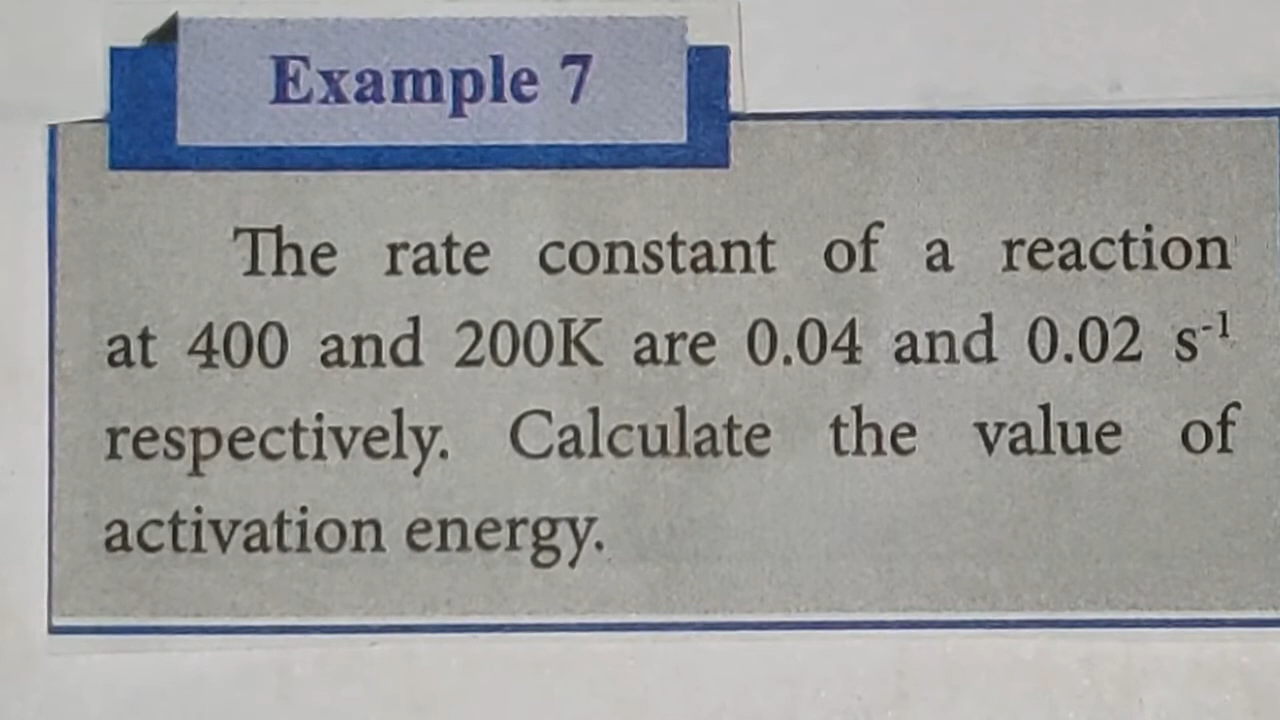 Example 7
The rate constant of a reaction
at 400 and 200K are 0.04 and 0.02 s⁻¹
respectively. Calculate the value of
activation energy.